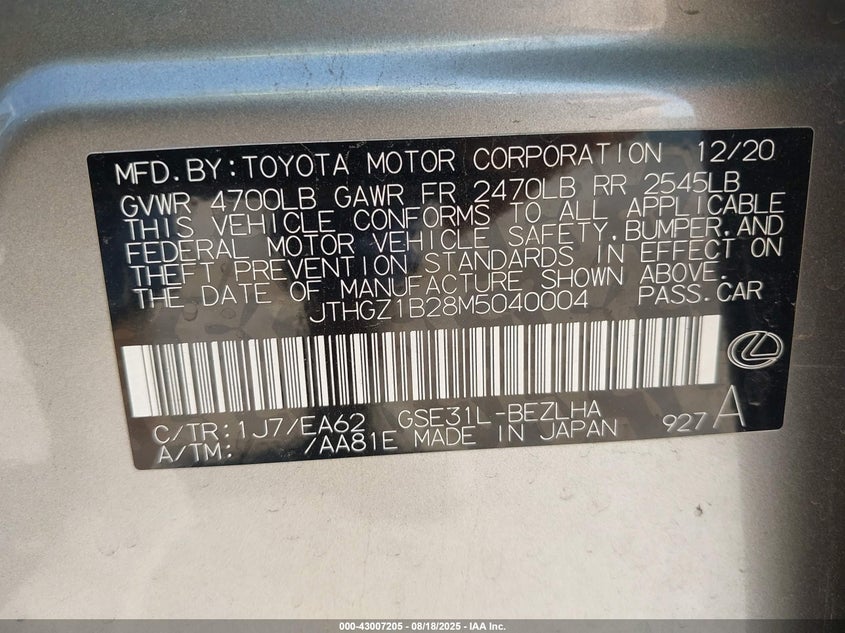 MFD.BY:TOYOTA MOTOR CORPORATION 12/20
GVWR 4700LB GAWR FR 2470LB RR 2545LB
THIS VEHICLE CONFORMS TO ALL APPLICABLE
FEDERAL MOTOR VEHICLE SAFETY,BUMPER,AND
THEFT PREVENTION STANDARDS IN EFFECT ON
THE DATE OF MANUFACTURE SHOWN ABOVE.
JTHGZ1B28M5040004 PASS.CAR
C/TR:1J7/EA62 GSE31L-BEZLHA
A/TM: /AA81E MADE IN JAPAN 927A
000-43007205 - 08/18/2025 - IAA Inc.